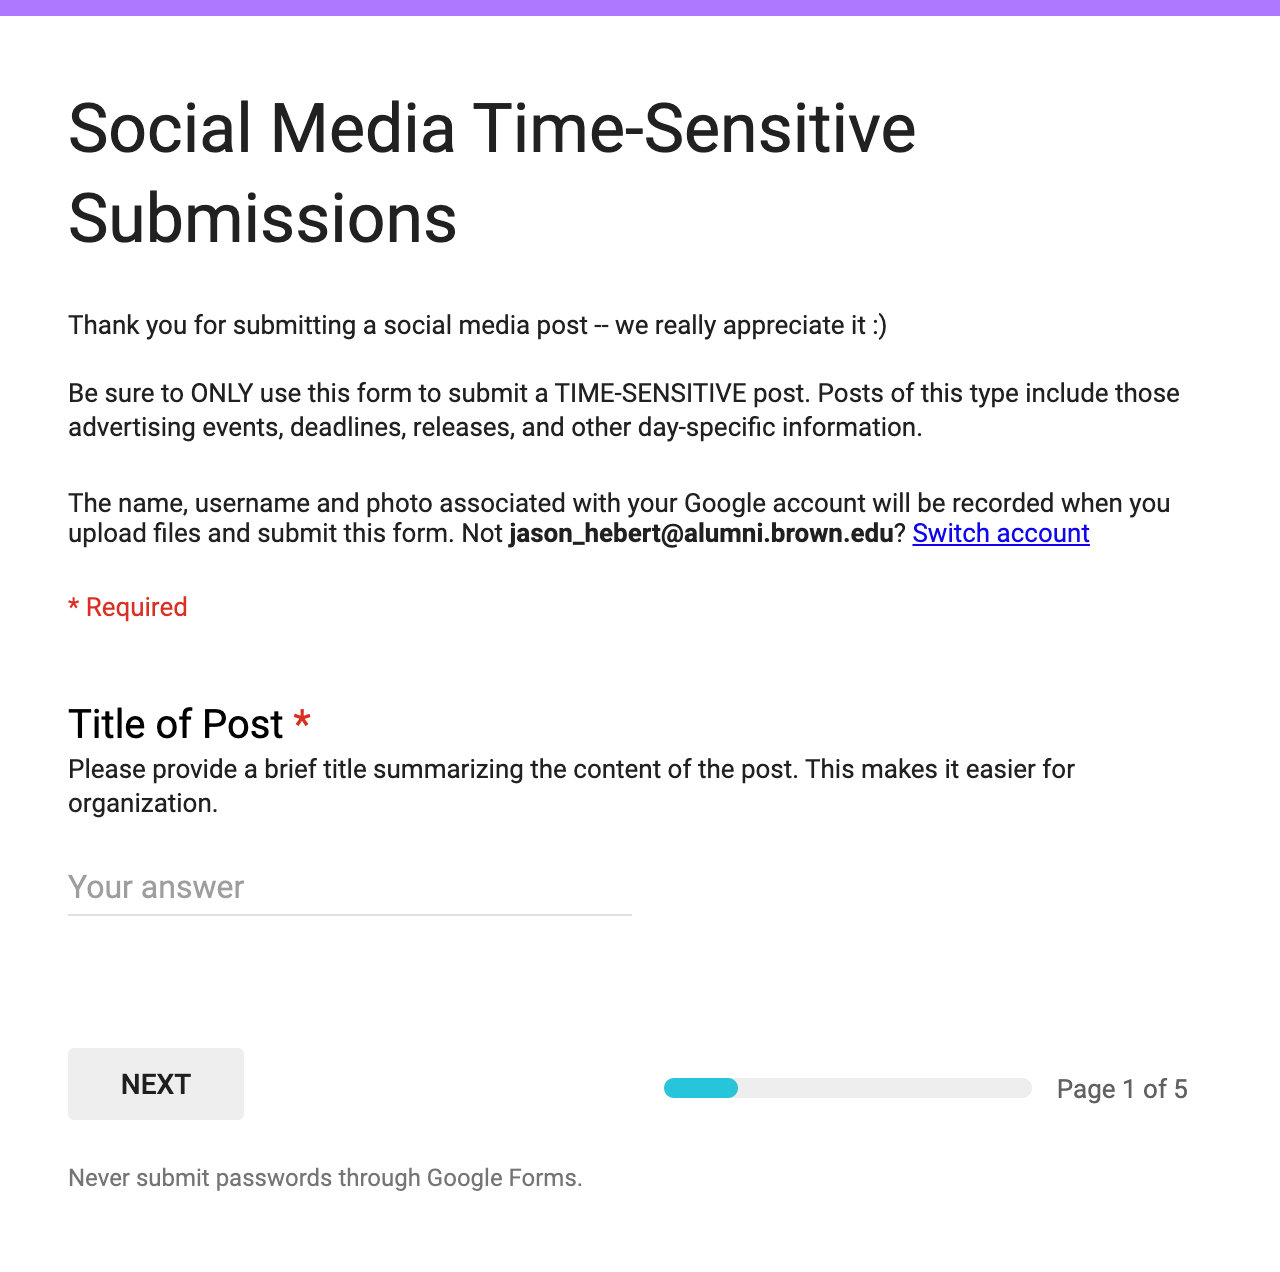 Social Media Time-Sensitive
Submissions
Thank you for submitting a social media post -- we really appreciate it :)
Be sure to ONLY use this form to submit a TIME-SENSITIVE post. Posts of this type include those
advertising events, deadlines, releases, and other day-specific information.
The name, username and photo associated with your Google account will be recorded when you
upload files and submit this form. Not jason_hebert@alumni.brown.edu? Switch account
* Required
Title of Post *
Please provide a brief title summarizing the content of the post. This makes it easier for
organization.
Your answer
NEXT
Page 1 of 5
Never submit passwords through Google Forms.